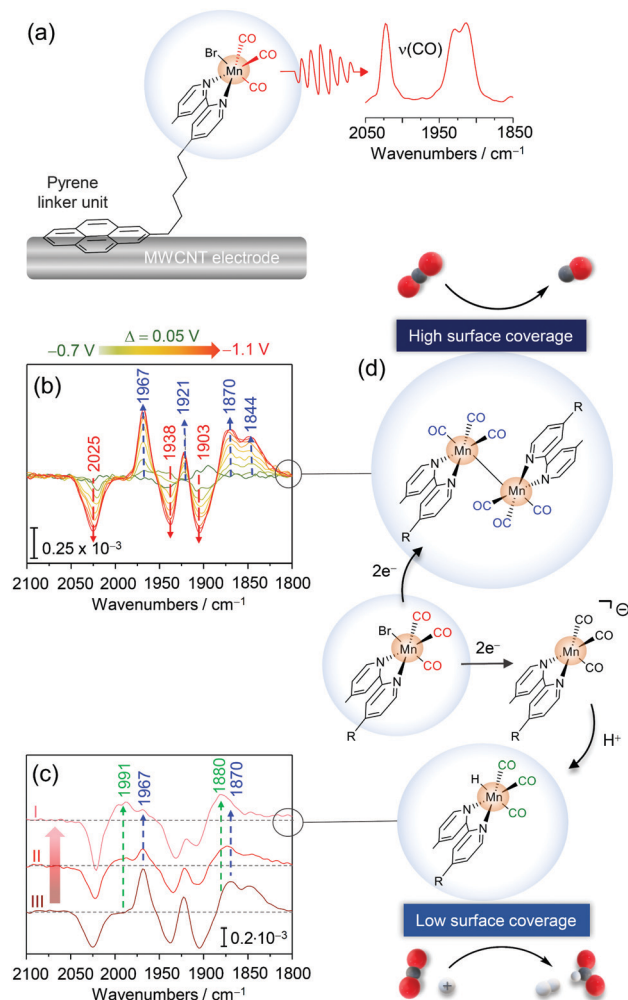 (a)
Br
CO
CO
Mn
CO
N
N
ν(CO)
2050
1950
1850
Wavenumbers / cm⁻¹
Pyrene
linker unit
MWCNT electrode
High surface coverage
Δ = 0.05 V
−0.7 V
−1.1 V
(b)
2025
1967
1938
1921
1903
1870
1844
0.25 x 10⁻³
2100 2050 2000 1950 1900 1850 1800
Wavenumbers / cm⁻¹
(d)
R
CO
OC
OC
N
Mn
N
N
Mn
N
OC
OC
CO
R
2e⁻
Br
CO
CO
Mn
CO
N
N
R
2e⁻
⊖
CO
CO
Mn
CO
N
N
R
H⁺
(c)
1991
1967
1880
1870
I
II
III
0.2·10⁻³
2100 2050 2000 1950 1900 1850 1800
Wavenumbers / cm⁻¹
H
CO
CO
Mn
CO
N
N
R
Low surface coverage
+